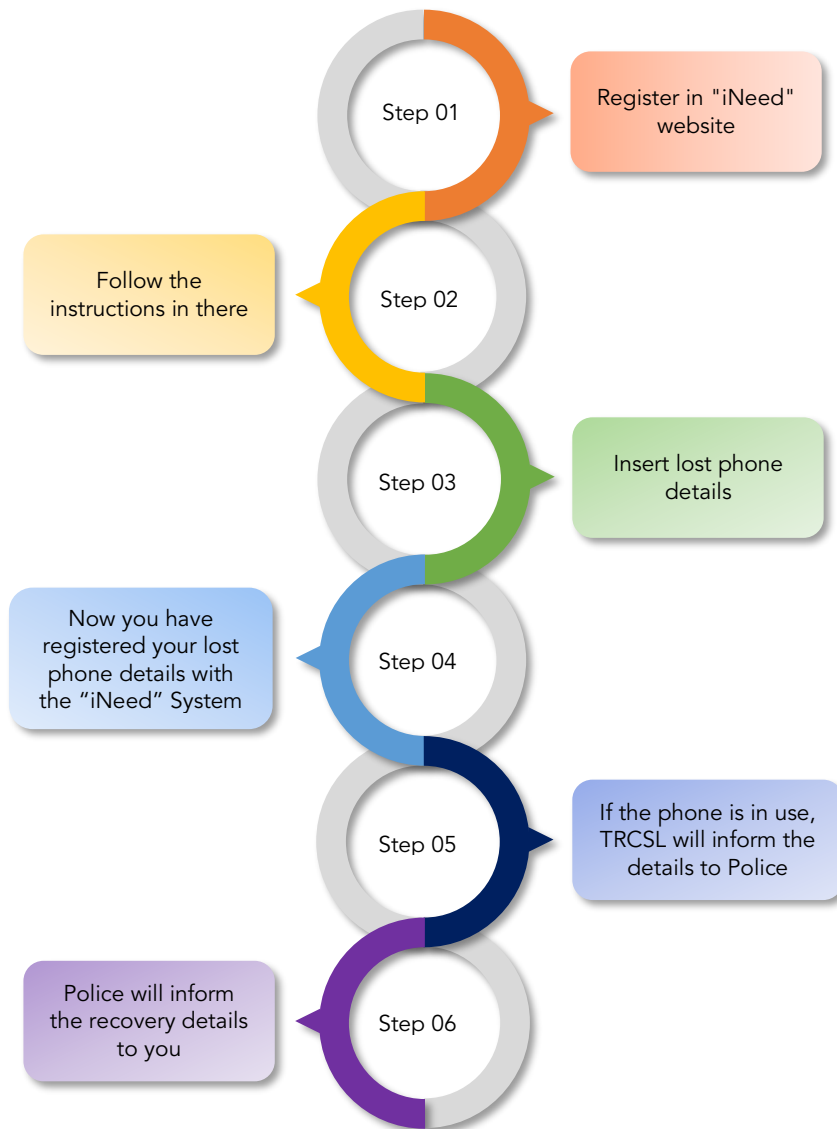 Step 01
Register in "iNeed"
website
Step 02
Follow the
instructions in there
Step 03
Insert lost phone
details
Step 04
Now you have
registered your lost
phone details with
the “iNeed” System
Step 05
If the phone is in use,
TRCSL will inform the
details to Police
Step 06
Police will inform
the recovery details
to you